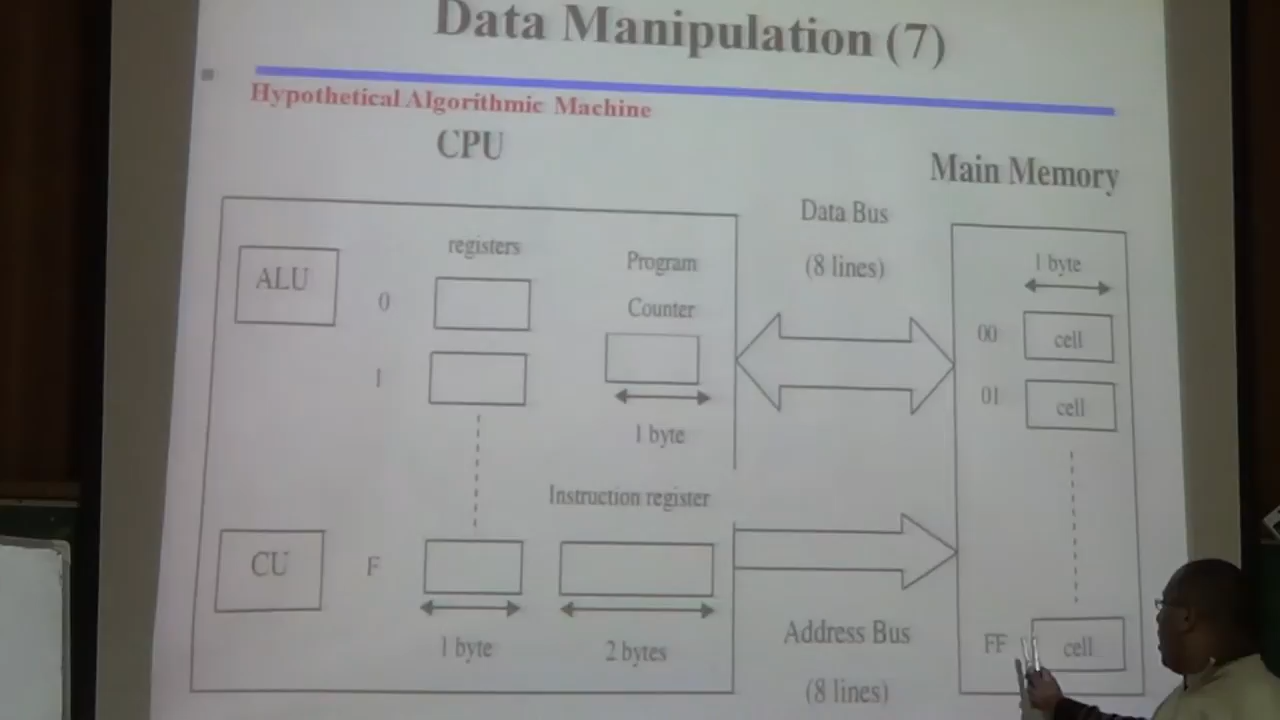 Data Manipulation (7)
Hypothetical Algorithmic Machine
CPU
Main Memory
ALU
registers
0
1
F
1 byte
Program
Counter
1 byte
Instruction register
2 bytes
CU
Data Bus
(8 lines)
Address Bus
(8 lines)
1 byte
00
cell
01
cell
FF
cell